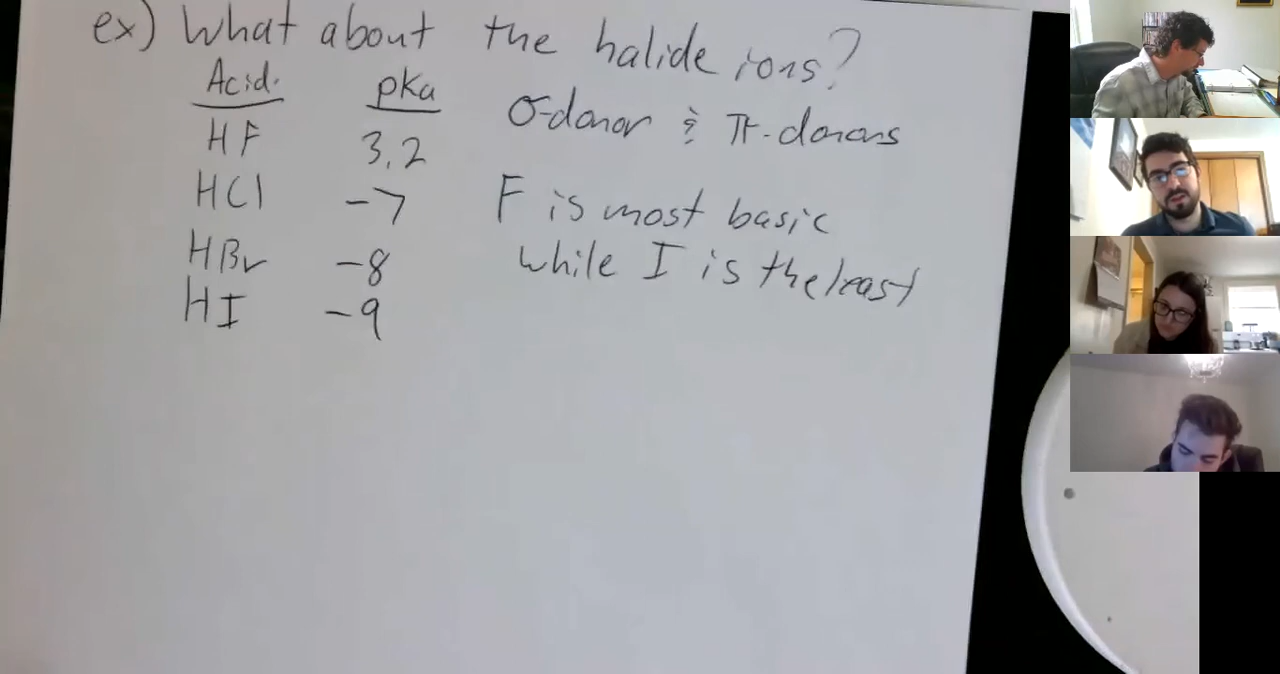 ex) What about the halide ions?
Acid. pKa
σ-donor & π-donors
HF 3.2
HCl -7
F is most basic
HBr -8
while I is the least
HI -9